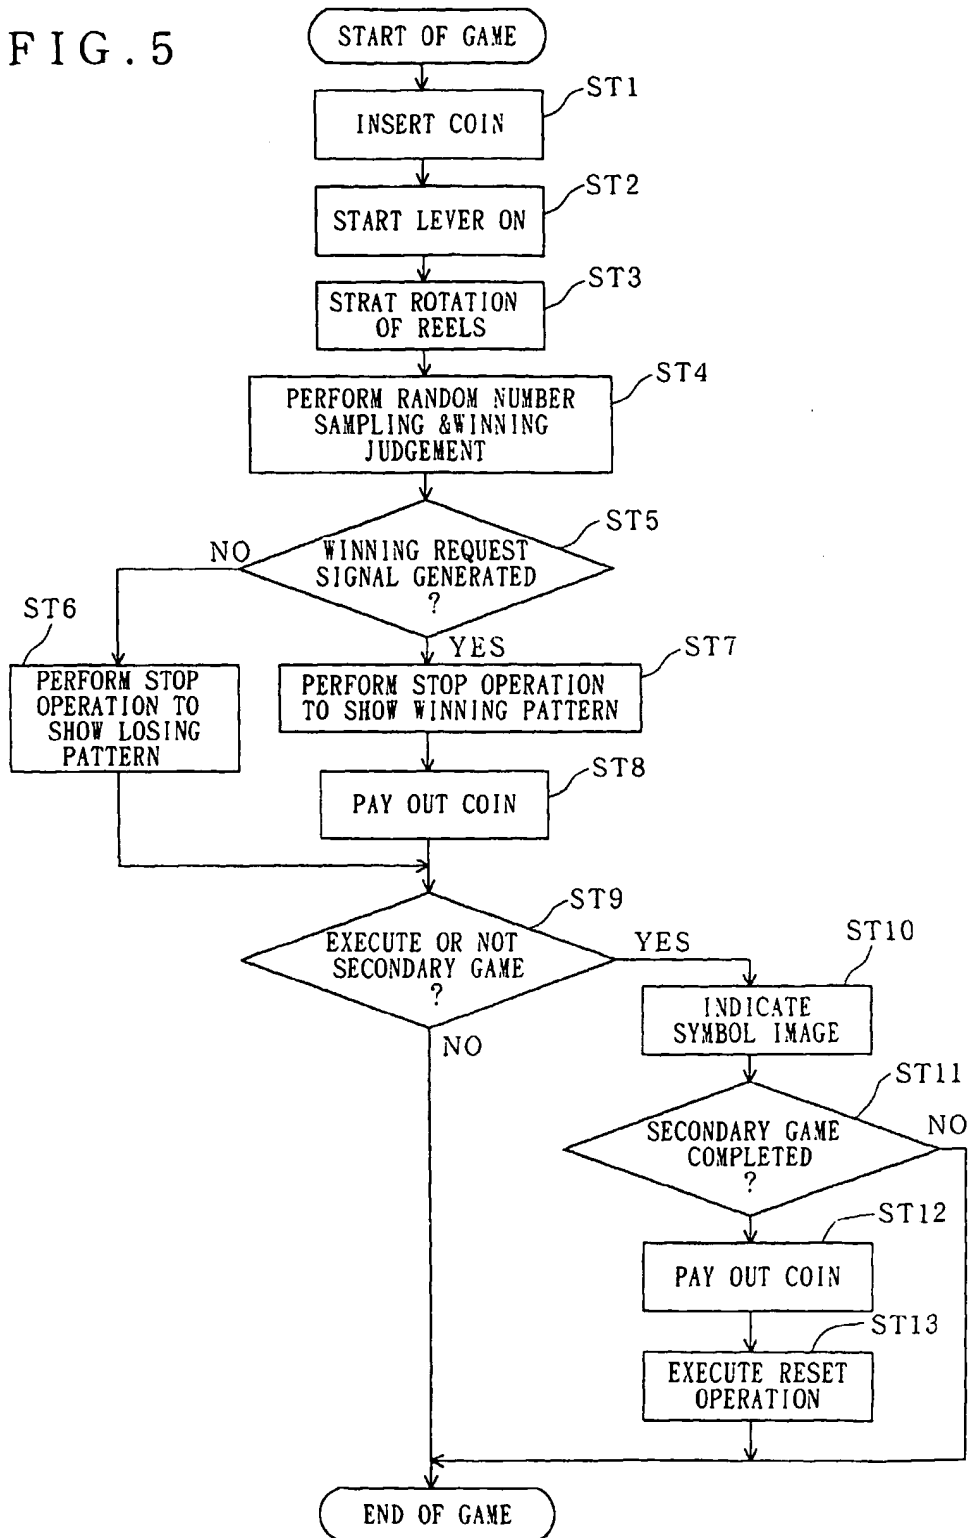 FIG.5
START OF GAME
ST1
INSERT COIN
ST2
START LEVER ON
ST3
STRAT ROTATION
OF REELS
ST4
PERFORM RANDOM NUMBER
SAMPLING &WINNING
JUDGEMENT
ST5
NO
WINNING REQUEST
SIGNAL GENERATED
?
YES
ST6
PERFORM STOP
OPERATION TO
SHOW LOSING
PATTERN
ST7
PERFORM STOP OPERATION
TO SHOW WINNING PATTERN
ST8
PAY OUT COIN
ST9
EXECUTE OR NOT
SECONDARY GAME
?
YES
NO
ST10
INDICATE
SYMBOL IMAGE
ST11
SECONDARY GAME
COMPLETED
?
NO
ST12
PAY OUT COIN
ST13
EXECUTE RESET
OPERATION
END OF GAME